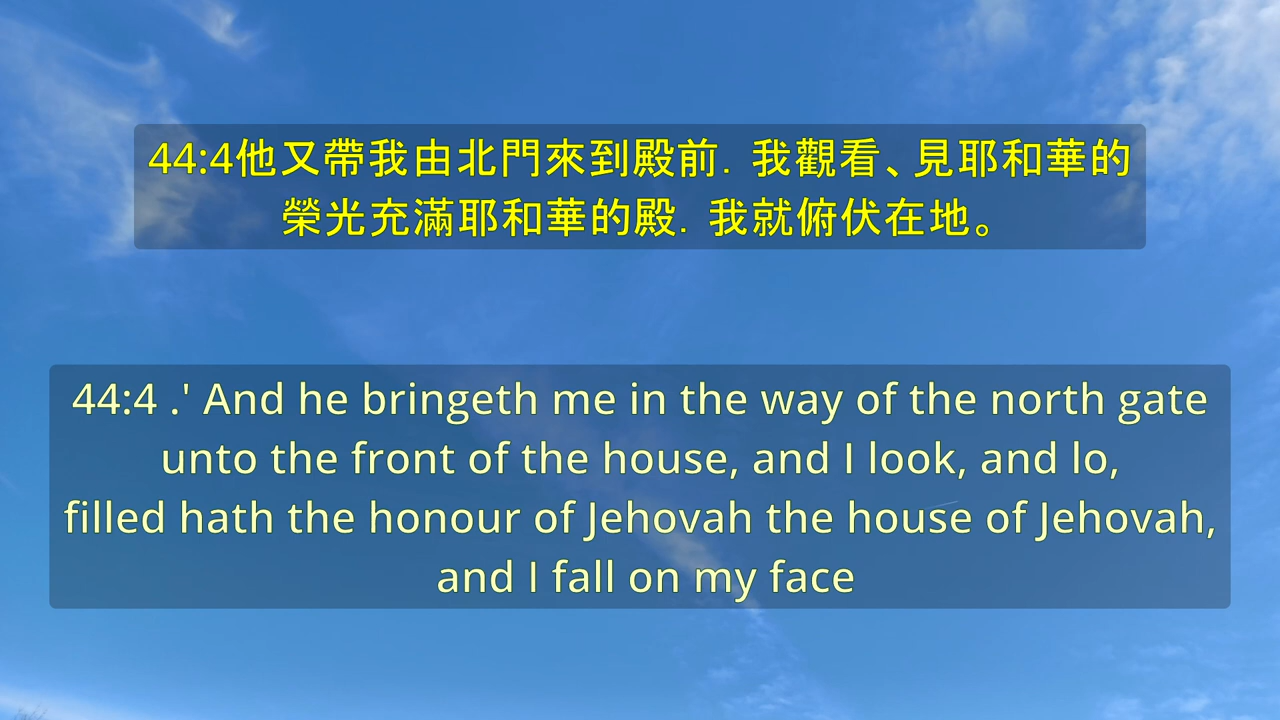 44:4他又帶我由北門來到殿前．我觀看、見耶和華的
榮光充滿耶和華的殿．我就俯伏在地。
44:4 .' And he bringeth me in the way of the north gate
unto the front of the house, and I look, and lo,
filled hath the honour of Jehovah the house of Jehovah,
and I fall on my face